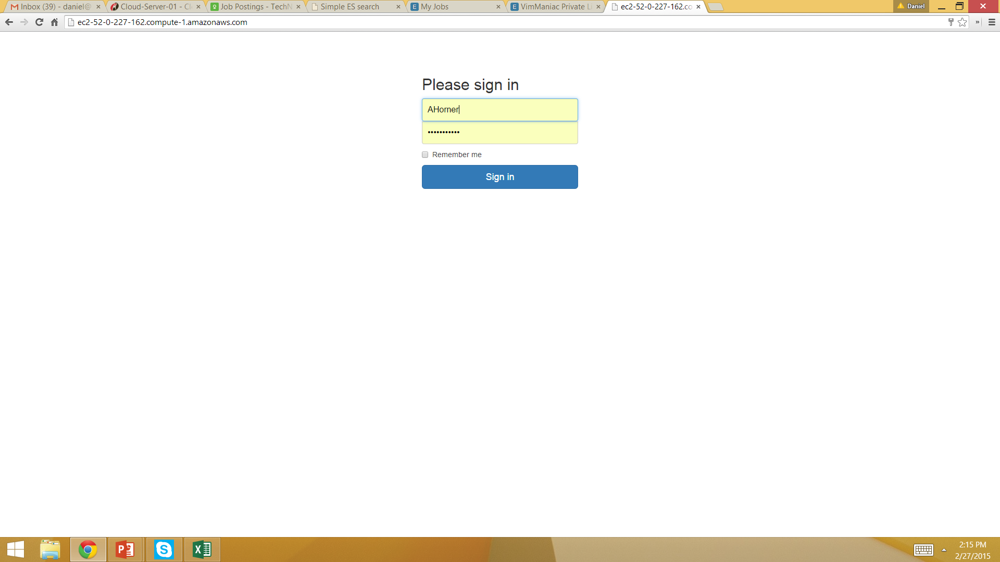 Inbox (39) - daniel@
Cloud-Server-01 - Cl
Job Postings - TechN
Simple ES search
My Jobs
VimManiac Private Li
ec2-52-0-227-162.co
Daniel
ec2-52-0-227-162.compute-1.amazonaws.com
Please sign in
AHorner
•••••••••••
Remember me
Sign in
2:15 PM
2/27/2015